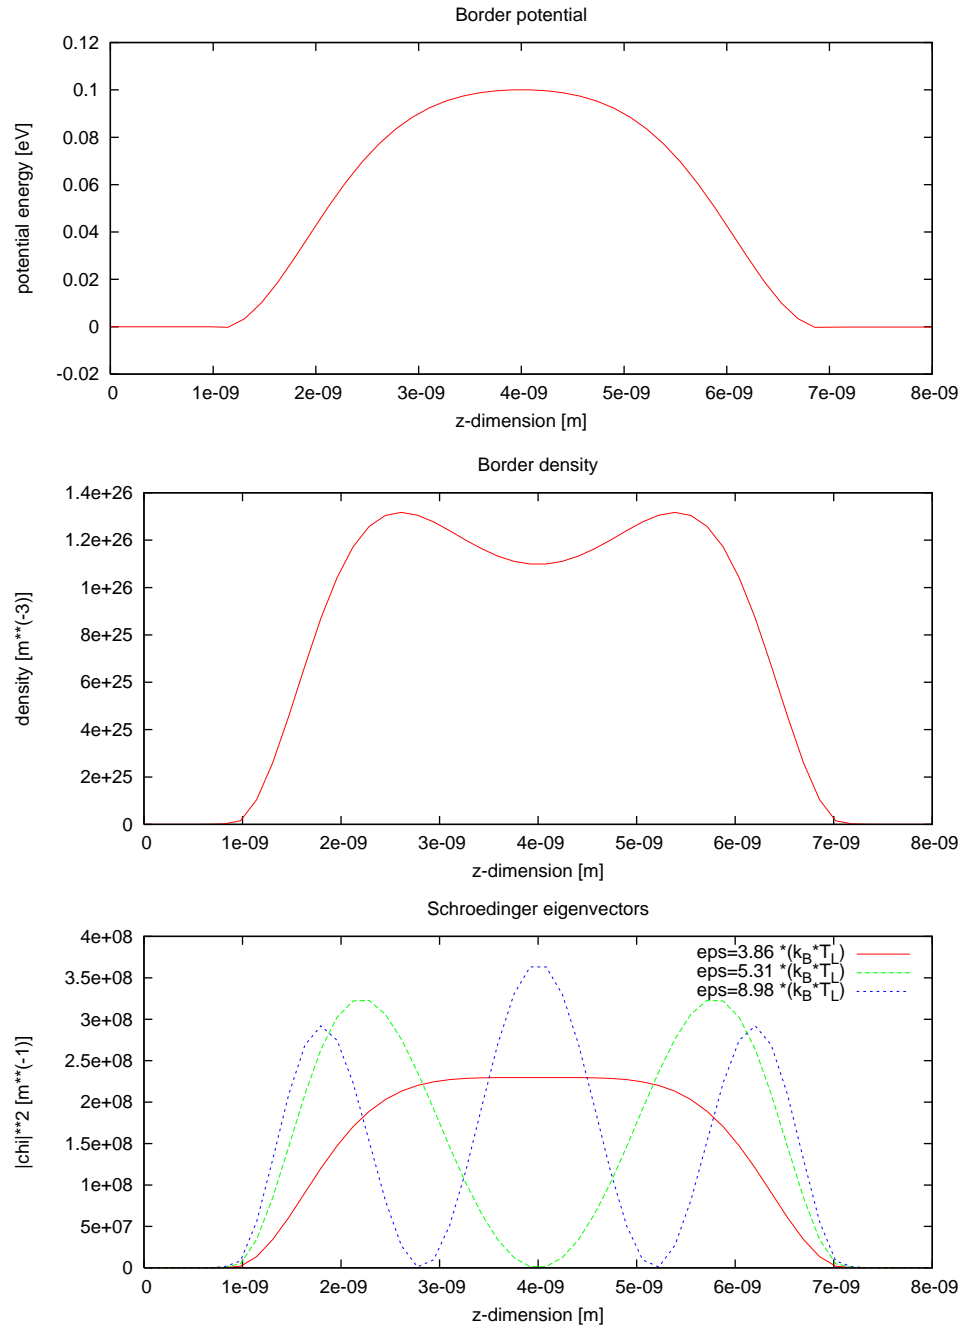 Border potential
0.12
0.1
0.08
0.06
0.04
0.02
0
-0.02
potential energy [eV]
0 1e-09 2e-09 3e-09 4e-09 5e-09 6e-09 7e-09 8e-09
z-dimension [m]
Border density
1.4e+26
1.2e+26
1e+26
8e+25
6e+25
4e+25
2e+25
0
density [m**(-3)]
0 1e-09 2e-09 3e-09 4e-09 5e-09 6e-09 7e-09 8e-09
z-dimension [m]
Schroedinger eigenvectors
4e+08
3.5e+08
3e+08
2.5e+08
2e+08
1.5e+08
1e+08
5e+07
0
|chi|**2 [m**(-1)]
eps=3.86 *(k_B*T_L)
eps=5.31 *(k_B*T_L)
eps=8.98 *(k_B*T_L)
0 1e-09 2e-09 3e-09 4e-09 5e-09 6e-09 7e-09 8e-09
z-dimension [m]